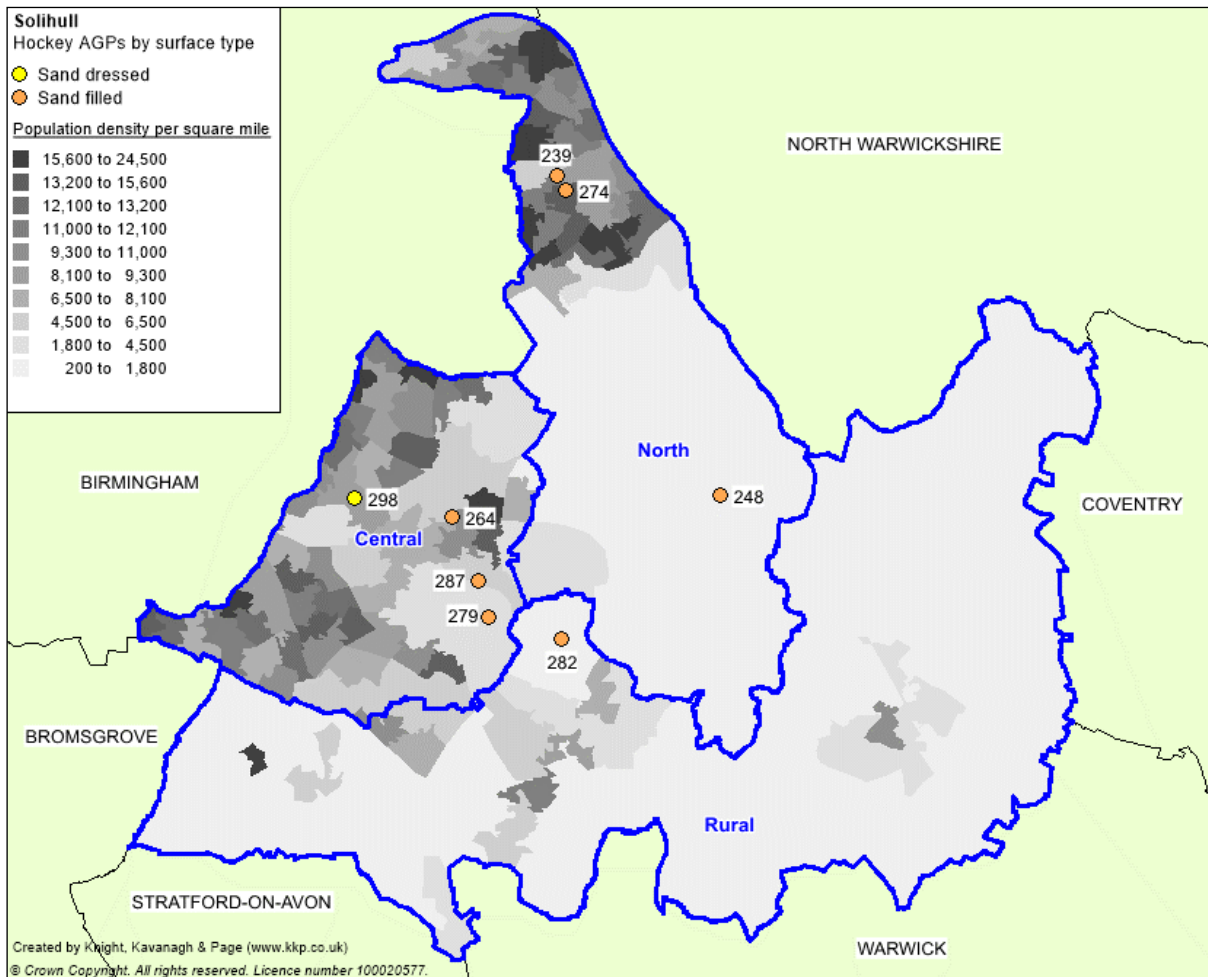 Solihull
Hockey AGPs by surface type
Sand dressed
Sand filled
Population density per square mile
15,600 to 24,500
13,200 to 15,600
12,100 to 13,200
11,000 to 12,100
9,300 to 11,000
8,100 to 9,300
6,500 to 8,100
4,500 to 6,500
1,800 to 4,500
200 to 1,800
NORTH WARWICKSHIRE
239
274
North
BIRMINGHAM
298
248
COVENTRY
264
Central
287
279
282
BROMSGROVE
Rural
STRATFORD-ON-AVON
WARWICK
Created by Knight, Kavanagh & Page (www.kkp.co.uk)
© Crown Copyright. All rights reserved. Licence number 100020577.